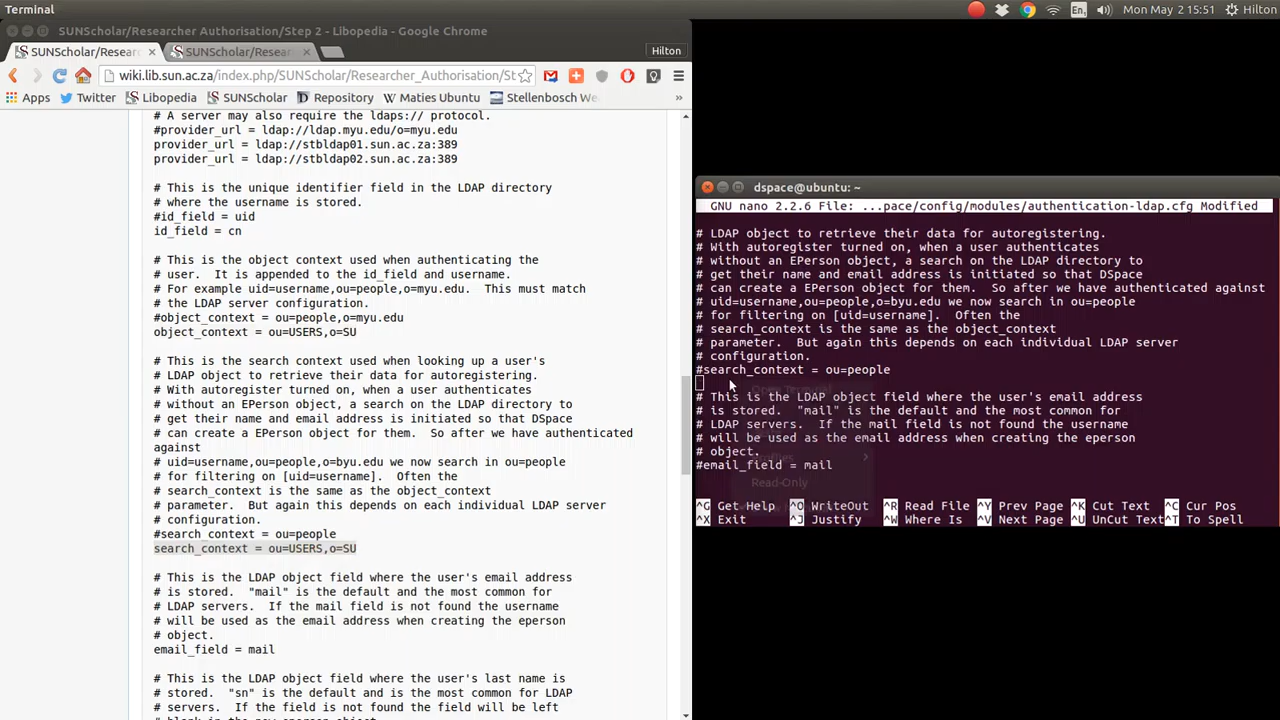 Terminal
En
Mon May 2 15:51
Hilton
SUNScholar/Researcher Authorisation/Step 2 - Libopedia - Google Chrome
SUNScholar/Resear
SUNScholar/Resear
Hilton
wiki.lib.sun.ac.za/index.php/SUNScholar/Researcher_Authorisation/St
Apps
Twitter
Libopedia
SUNScholar
Repository
Maties Ubuntu
Stellenbosch We
»
# A server may also require the ldaps:// protocol.
#provider_url = ldap://ldap.myu.edu/o=myu.edu
provider_url = ldap://stbldap01.sun.ac.za:389
provider_url = ldap://stbldap02.sun.ac.za:389
# This is the unique identifier field in the LDAP directory
# where the username is stored.
#id_field = uid
id_field = cn
# This is the object context used when authenticating the
# user.  It is appended to the id_field and username.
# For example uid=username,ou=people,o=myu.edu.  This must match
# the LDAP server configuration.
#object_context = ou=people,o=myu.edu
object_context = ou=USERS,o=SU
# This is the search context used when looking up a user's
# LDAP object to retrieve their data for autoregistering.
# With autoregister turned on, when a user authenticates
# without an EPerson object, a search on the LDAP directory to
# get their name and email address is initiated so that DSpace
# can create a EPerson object for them.  So after we have authenticated
against
# uid=username,ou=people,o=byu.edu we now search in ou=people
# for filtering on [uid=username].  Often the
# search_context is the same as the object_context
# parameter.  But again this depends on each individual LDAP server
# configuration.
#search_context = ou=people
search_context = ou=USERS,o=SU
# This is the LDAP object field where the user's email address
# is stored.  "mail" is the default and the most common for
# LDAP servers.  If the mail field is not found the username
# will be used as the email address when creating the eperson
# object.
email_field = mail
# This is the LDAP object field where the user's last name is
# stored.  "sn" is the default and is the most common for LDAP
# servers.  If the field is not found the field will be left
# blank in the new eperson object.
dspace@ubuntu: ~
GNU nano 2.2.6 File: ...pace/config/modules/authentication-ldap.cfg Modified
# LDAP object to retrieve their data for autoregistering.
# With autoregister turned on, when a user authenticates
# without an EPerson object, a search on the LDAP directory to
# get their name and email address is initiated so that DSpace
# can create a EPerson object for them.  So after we have authenticated against
# uid=username,ou=people,o=byu.edu we now search in ou=people
# for filtering on [uid=username].  Often the
# search_context is the same as the object_context
# parameter.  But again this depends on each individual LDAP server
# configuration.
#search_context = ou=people
Open Terminal
# This is the LDAP object field where the user's email address
# is stored.  "mail" is the default and the most common for
# LDAP servers.  If the mail field is not found the username
# will be used as the email address when creating the eperson
# object.
Profiles
#email_field = mail
Read-Only
^G Get Help ^O WriteOut ^R Read File ^Y Prev Page ^K Cut Text ^C Cur Pos
^X Exit ^J Justify ^W Where Is ^V Next Page ^U UnCut Text ^T To Spell